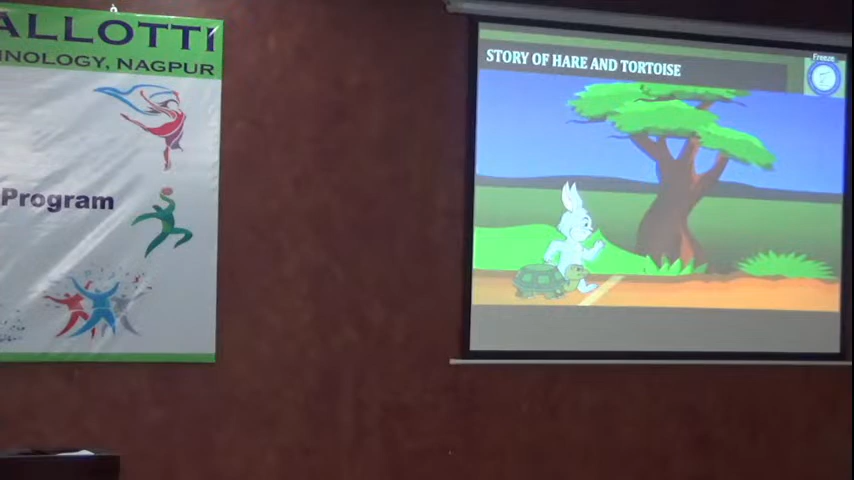 ALLOTTI
NOLOGY, NAGPUR
Program
STORY OF HARE AND TORTOISE
Freeze